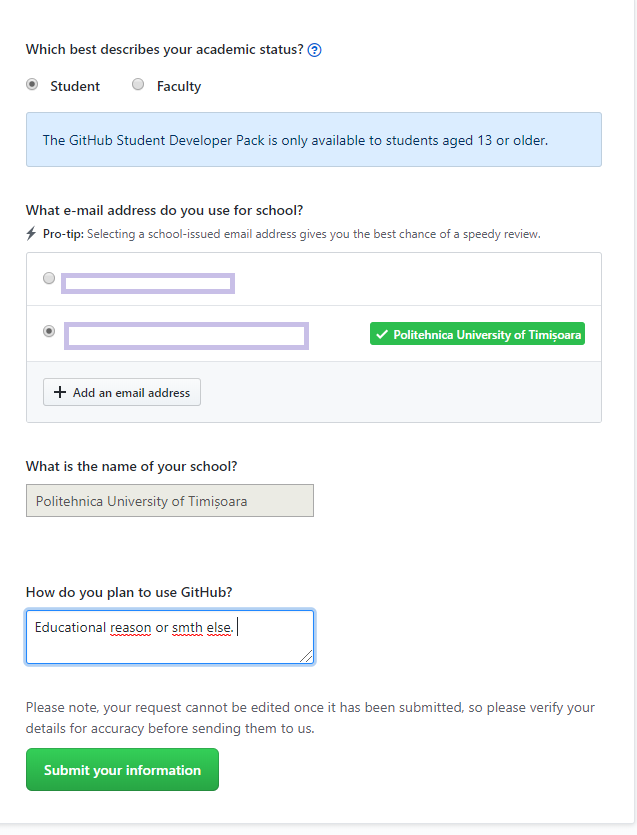 Which best describes your academic status?
Student Faculty
The GitHub Student Developer Pack is only available to students aged 13 or older.
What e-mail address do you use for school?
Pro-tip: Selecting a school-issued email address gives you the best chance of a speedy review.
Politehnica University of Timișoara
Add an email address
What is the name of your school?
Politehnica University of Timișoara
How do you plan to use GitHub?
Educational reason or smth else.
Please note, your request cannot be edited once it has been submitted, so please verify your
details for accuracy before sending them to us.
Submit your information